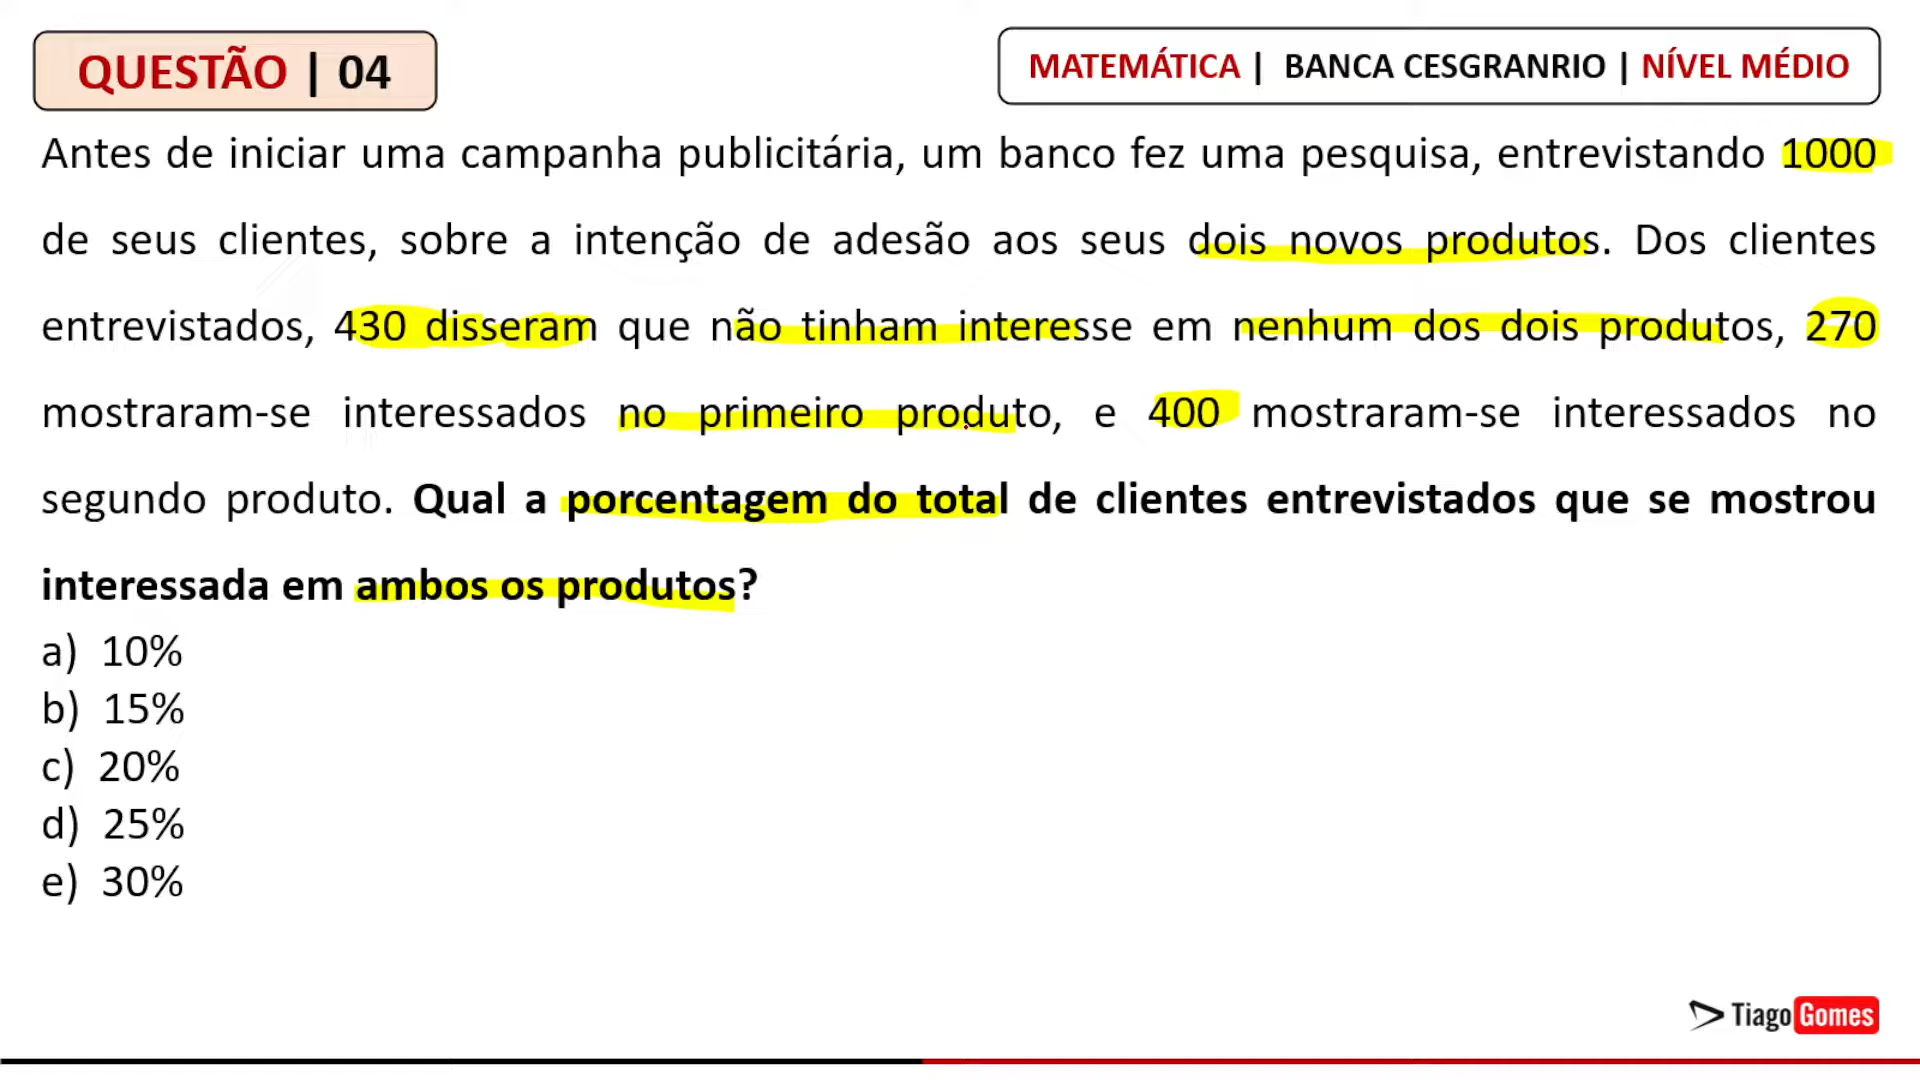 QUESTÃO | 04
MATEMÁTICA | BANCA CESGRANRIO | NÍVEL MÉDIO
Antes de iniciar uma campanha publicitária, um banco fez uma pesquisa, entrevistando 1000
de seus clientes, sobre a intenção de adesão aos seus dois novos produtos. Dos clientes
entrevistados, 430 disseram que não tinham interesse em nenhum dos dois produtos, 270
mostraram-se interessados no primeiro produto, e 400 mostraram-se interessados no
segundo produto. Qual a porcentagem do total de clientes entrevistados que se mostrou
interessada em ambos os produtos?
a) 10%
b) 15%
c) 20%
d) 25%
e) 30%
Tiago Gomes